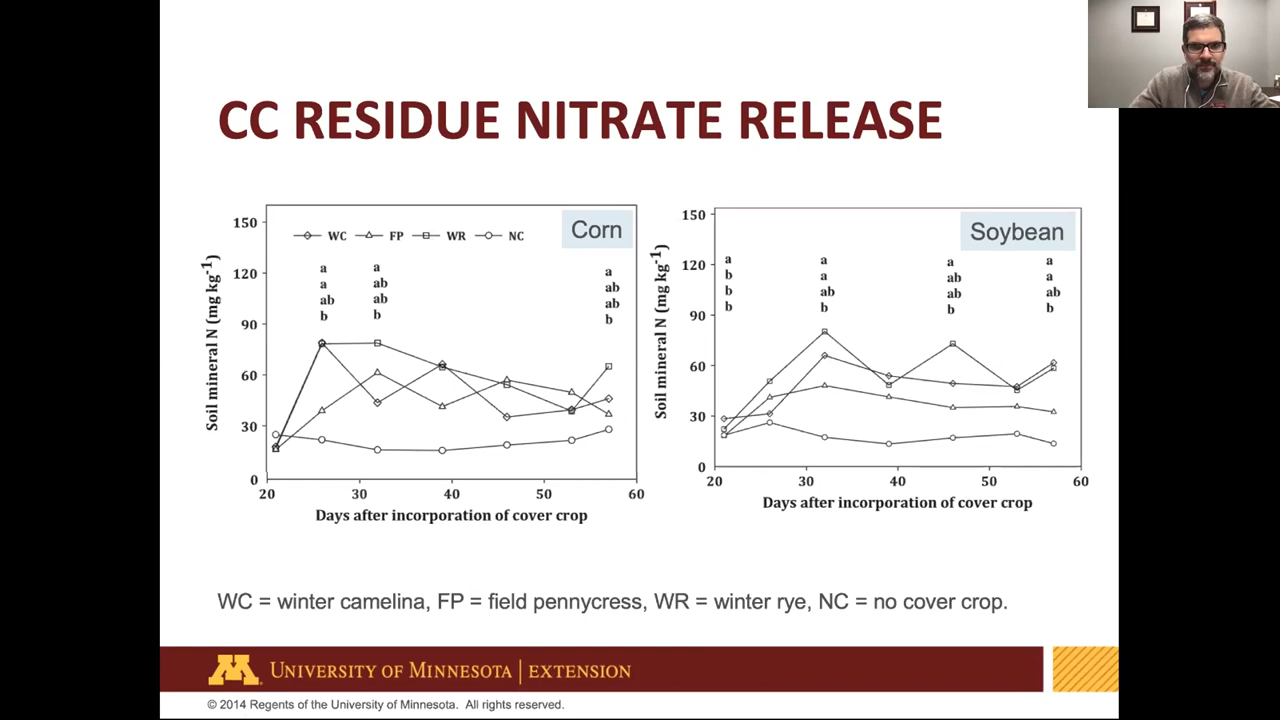 CC RESIDUE NITRATE RELEASE
Corn
WC FP WR NC
Soil mineral N (mg kg-1)
150
120
90
60
30
0
a
a
ab
b
a
ab
ab
b
a
ab
ab
b
20 30 40 50 60
Days after incorporation of cover crop
Soybean
Soil mineral N (mg kg-1)
150
120
90
60
30
0
a
b
b
b
a
a
ab
b
a
ab
ab
b
a
a
ab
b
20 30 40 50 60
Days after incorporation of cover crop
WC = winter camelina, FP = field pennycress, WR = winter rye, NC = no cover crop.
M UNIVERSITY OF MINNESOTA | EXTENSION
© 2014 Regents of the University of Minnesota. All rights reserved.